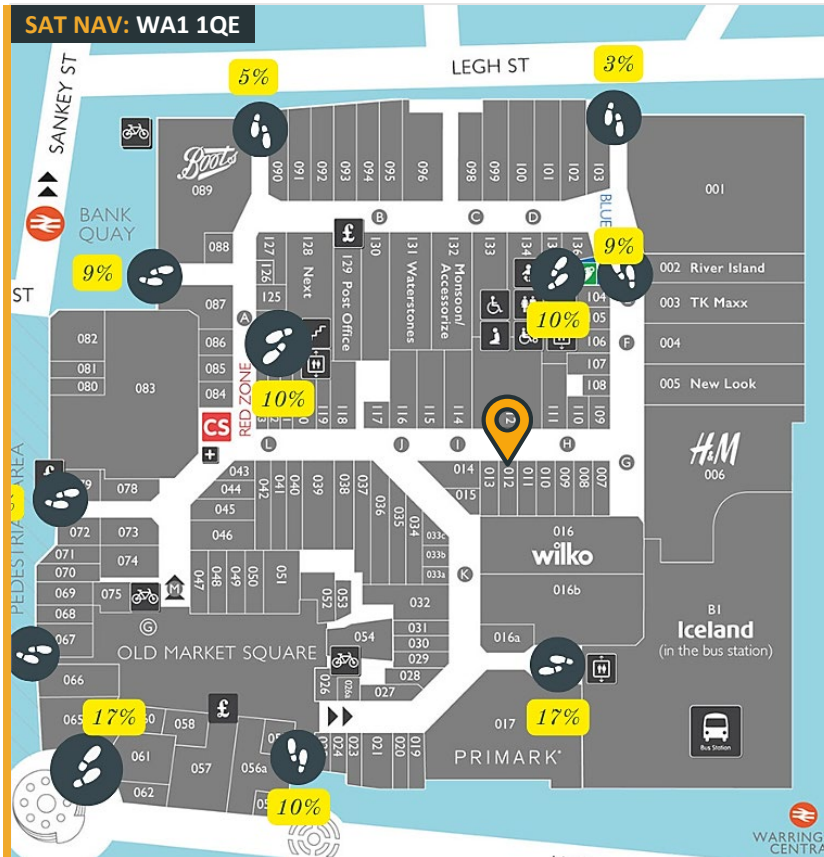 SAT NAV: WA1 1QE
SANKEY ST
LEGH ST
5%
3%
Boots
089
090
091
092
093
094
095
096
098
099
100
101
102
103
001
B
C
D
BLUE
BANK
QUAY
088
£
9%
ST
127
126
125
128 Next
129 Post Office
130
131 Waterstones
132 Monsoon/
Accessorize
133
134
9%
10%
002 River Island
003 TK Maxx
004
005 New Look
104
105
106
107
108
109
110
111
F
087
086
085
084
A
RED ZONE
10%
082
081
080
083
CS
119
118
117
116
115
114
L
J
I
H
G
H&M
006
PEDESTRIAN AREA
078
043
044
045
046
042
041
040
039
038
037
036
035
034
033c
033b
033a
014
015
013
012
011
010
009
008
007
072
073
071
074
070
069
075
068
067
M
G
047
048
049
050
051
052
053
K
016
wilko
016b
016a
032
031
030
029
028
027
054
026
026a
B1
Iceland
(in the bus station)
OLD MARKET SQUARE
066
065
17%
058
£
061
062
057
056a
10%
024
023
021
020
019
017
PRIMARK
17%
Bus Station
WARRING
CENTRA